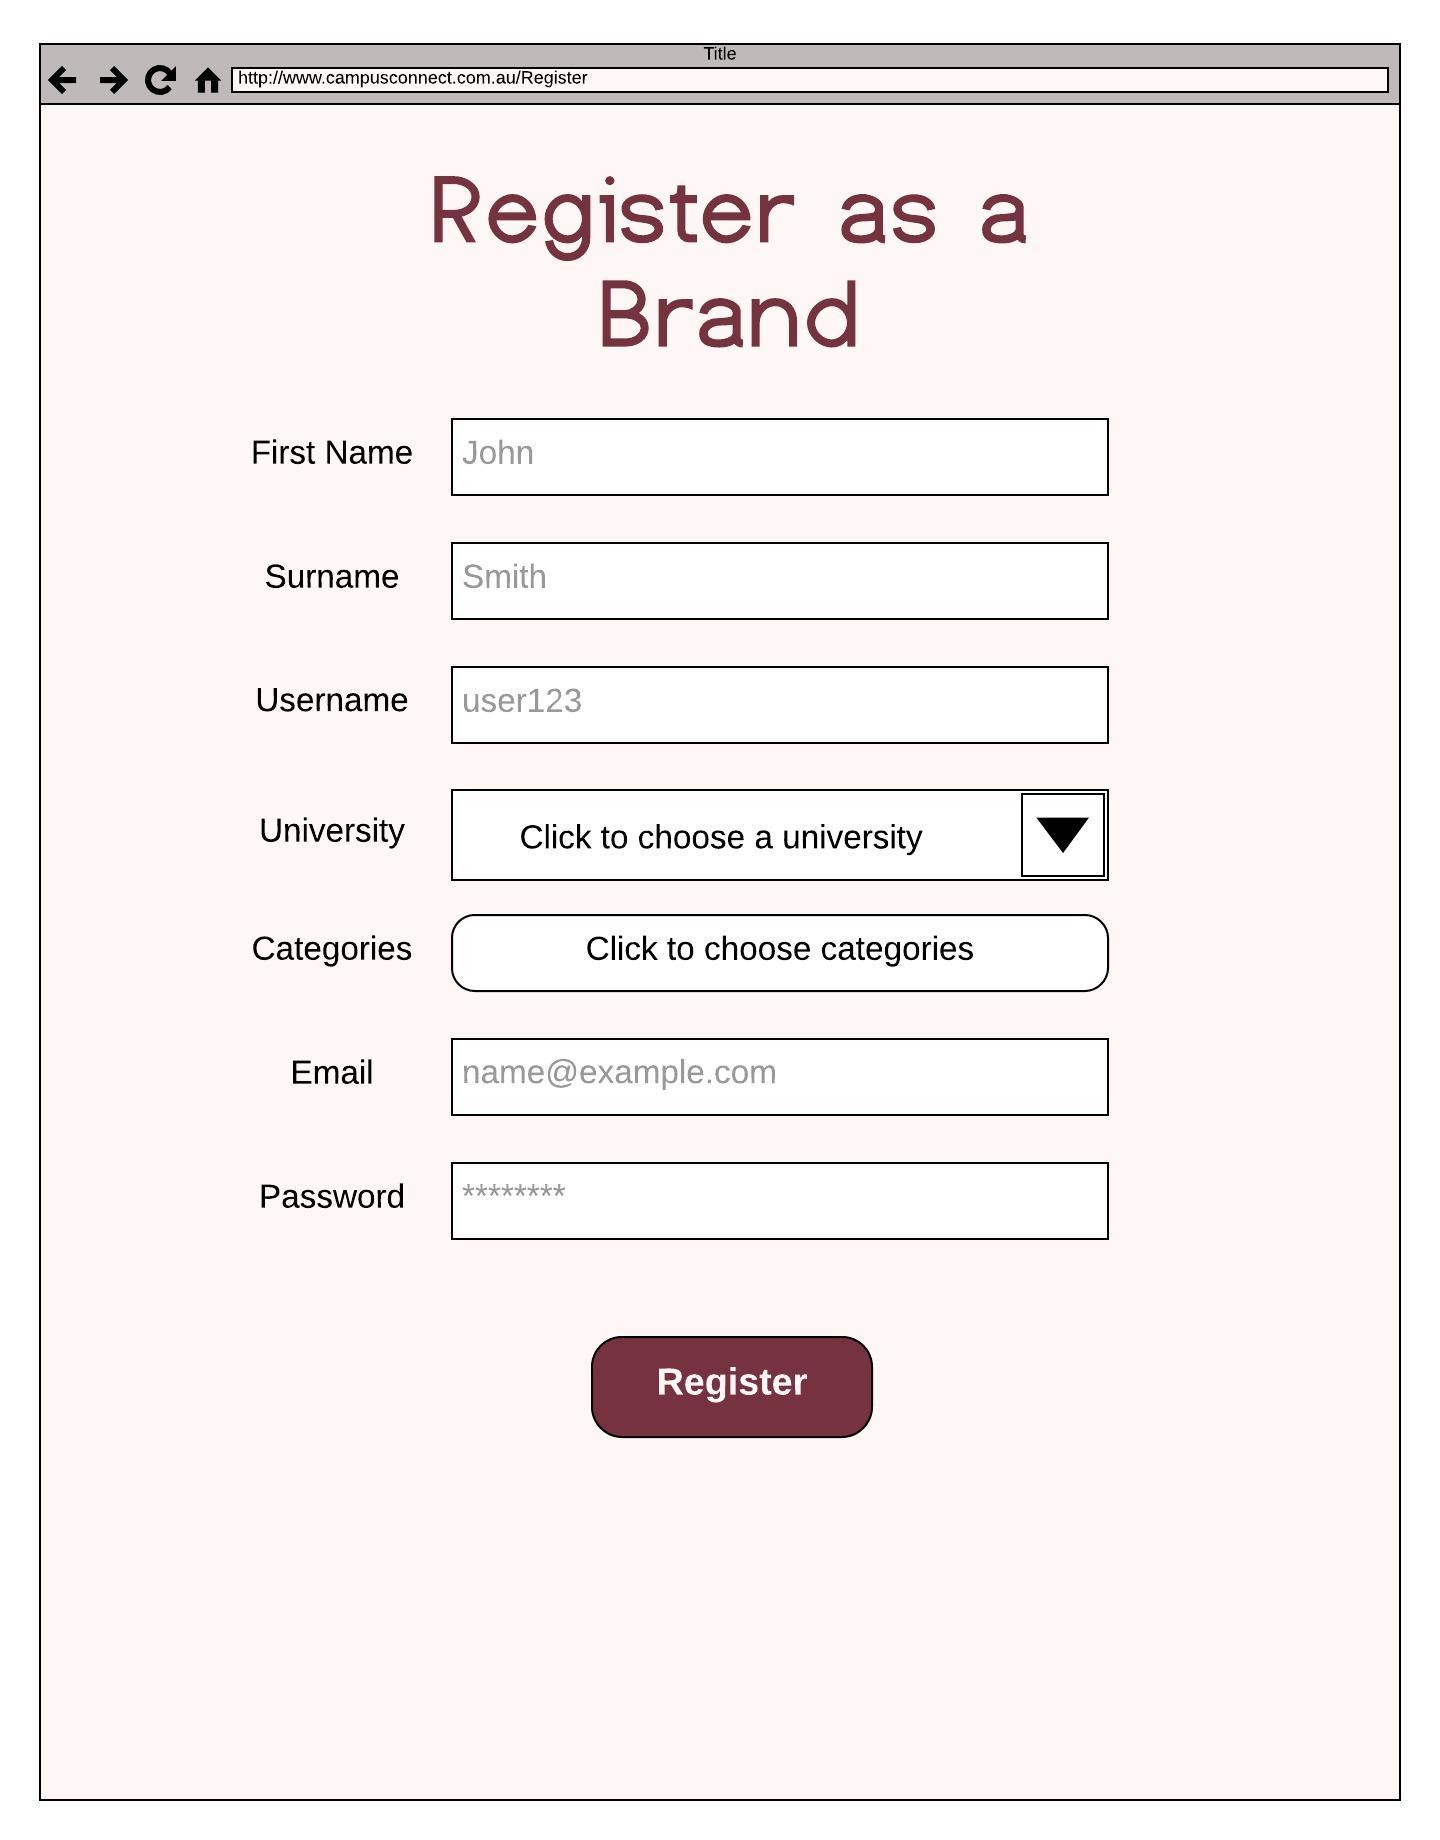 Title
http://www.campusconnect.com.au/Register
Register as a
Brand
First Name
John
Surname
Smith
Username
user123
University
Click to choose a university
Categories
Click to choose categories
Email
name@example.com
Password
********
Register